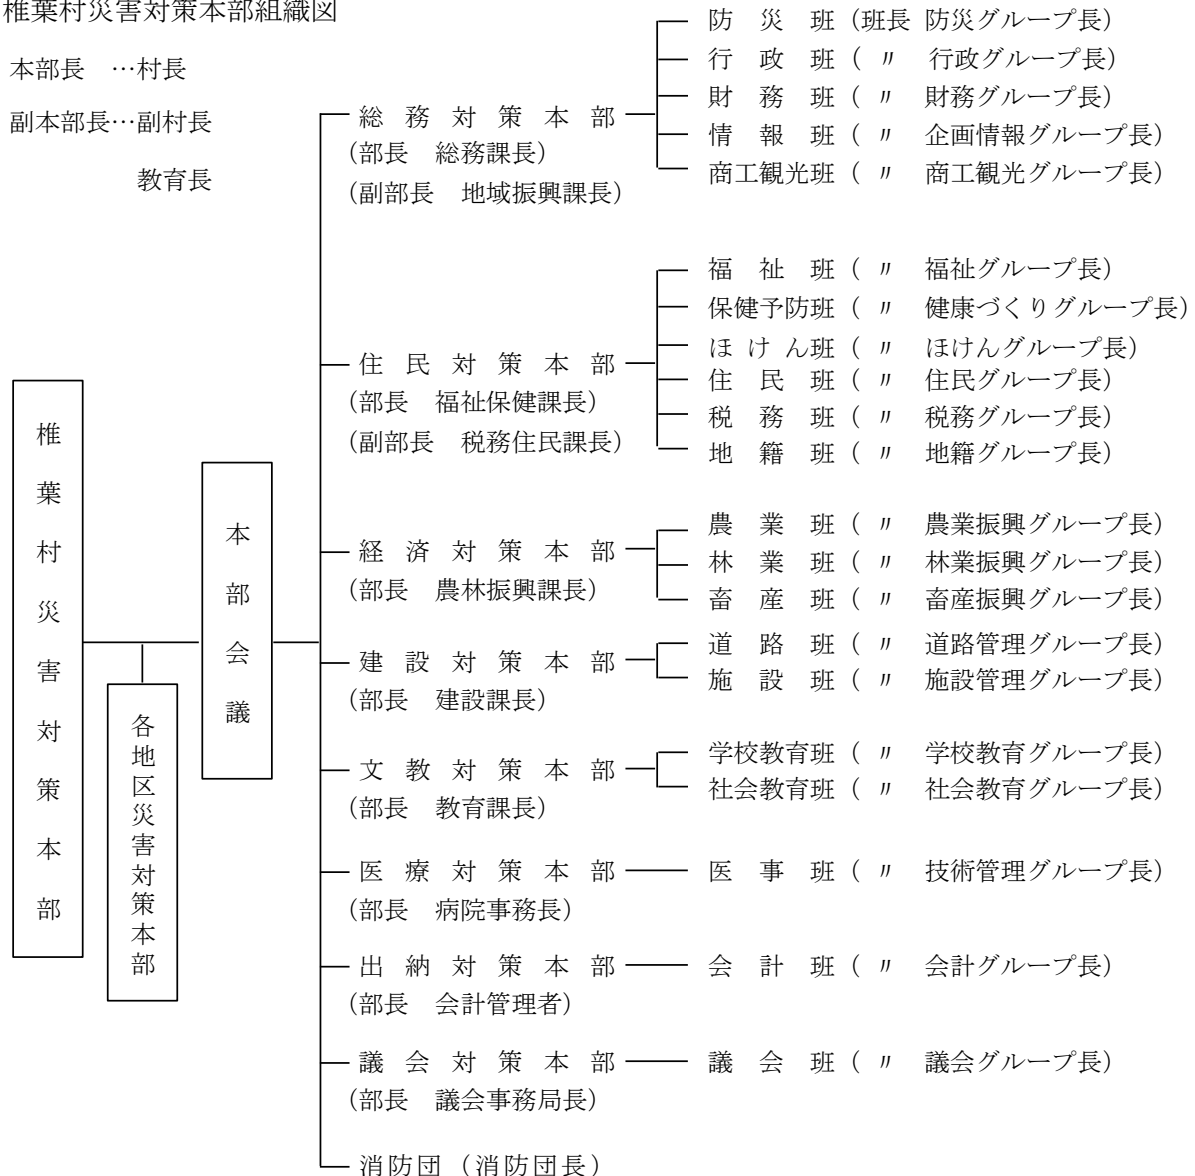 椎葉村災害対策本部組織図
本部長 …村長
副本部長…副村長
教育長
椎葉村災害対策本部
各地区災害対策本部
本部会議
総務対策本部
(部長 総務課長)
(副部長 地域振興課長)
防災班(班長 防災グループ長)
行政班(〃 行政グループ長)
財務班(〃 財務グループ長)
情報班(〃 企画情報グループ長)
商工観光班(〃 商工観光グループ長)
住民対策本部
(部長 福祉保健課長)
(副部長 税務住民課長)
福祉班(〃 福祉グループ長)
保健予防班(〃 健康づくりグループ長)
ほけん班(〃 ほけんグループ長)
住民班(〃 住民グループ長)
税務班(〃 税務グループ長)
地籍班(〃 地籍グループ長)
経済対策本部
(部長 農林振興課長)
農業班(〃 農業振興グループ長)
林業班(〃 林業振興グループ長)
畜産班(〃 畜産振興グループ長)
建設対策本部
(部長 建設課長)
道路班(〃 道路管理グループ長)
施設班(〃 施設管理グループ長)
文教対策本部
(部長 教育課長)
学校教育班(〃 学校教育グループ長)
社会教育班(〃 社会教育グループ長)
医療対策本部
(部長 病院事務長)
医事班(〃 技術管理グループ長)
出納対策本部
(部長 会計管理者)
会計班(〃 会計グループ長)
議会対策本部
(部長 議会事務局長)
議会班(〃 議会グループ長)
消防団(消防団長)